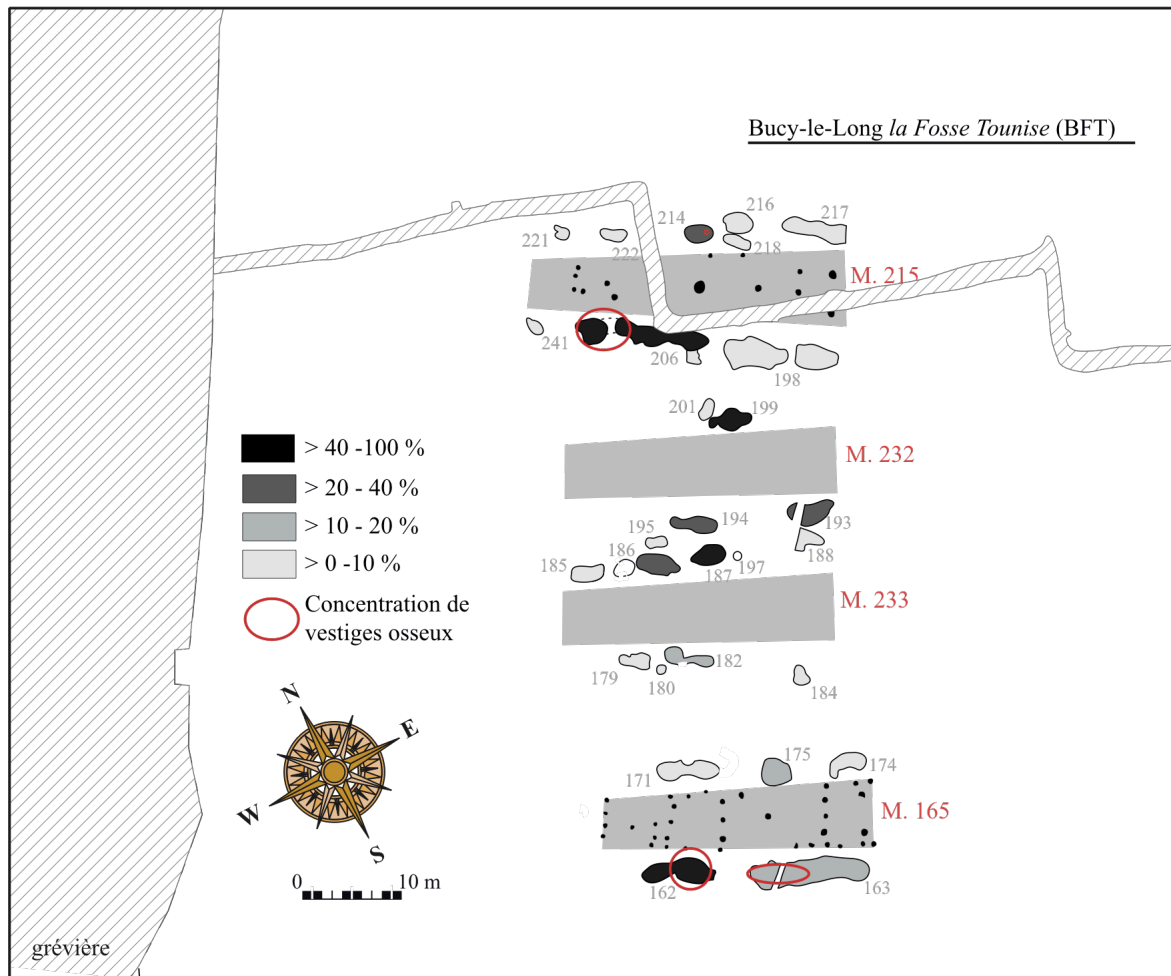 Bucy-le-Long la Fosse Tounise (BFT)
214
216
217
221
222
218
M. 215
241
206
198
201
199
> 40 -100 %
> 20 - 40 %
> 10 - 20 %
> 0 -10 %
Concentration de
vestiges osseux
M. 232
194
193
195
186
188
185
187
197
M. 233
179
182
180
184
N
E
W
S
175
174
171
M. 165
162
163
0
10 m
grévière